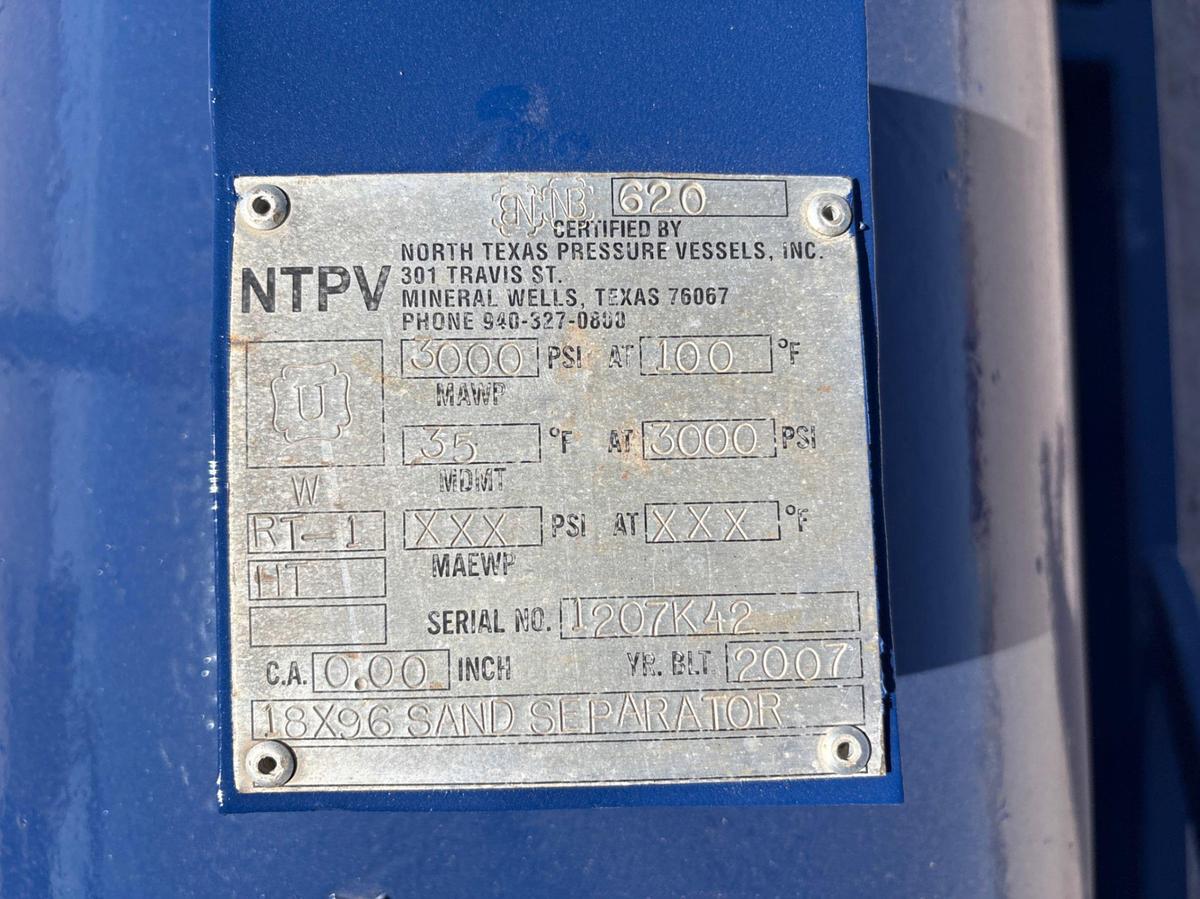 NB 620
CERTIFIED BY
NORTH TEXAS PRESSURE VESSELS, INC.
NTPV
301 TRAVIS ST.
MINERAL WELLS, TEXAS 76067
PHONE 940-327-0800
3000 PSI AT 100 °F
MAWP
U
35 °F AT 3000 PSI
MDMT
W
RT-1
XXX PSI AT XXX °F
MAEWP
HT
SERIAL NO. 1207K42
C.A. 0.00 INCH YR. BLT. 2007
18X96 SAND SEPARATOR